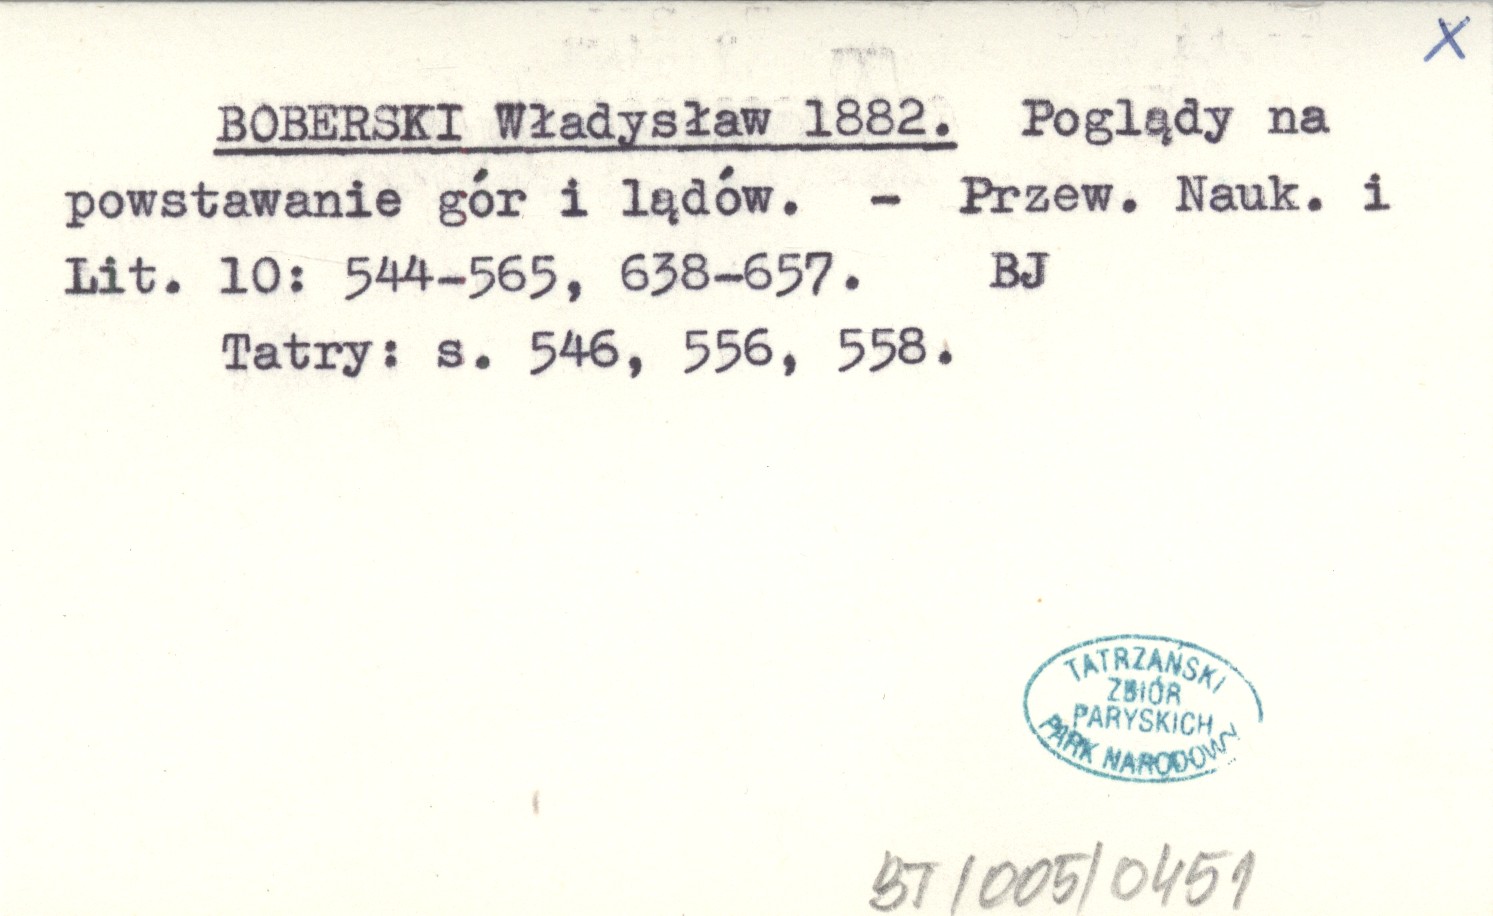 X
BOBERSKI Władysław 1882. Poglądy na
powstawanie gór i lądów. - Przew. Nauk. i
Lit. 10: 544-565, 638-657. BJ
Tatry: s. 546, 556, 558.
TATRZAŃSKI
ZBIÓR
PARYSKICH
PARK NARODOWY
BT/005/0451